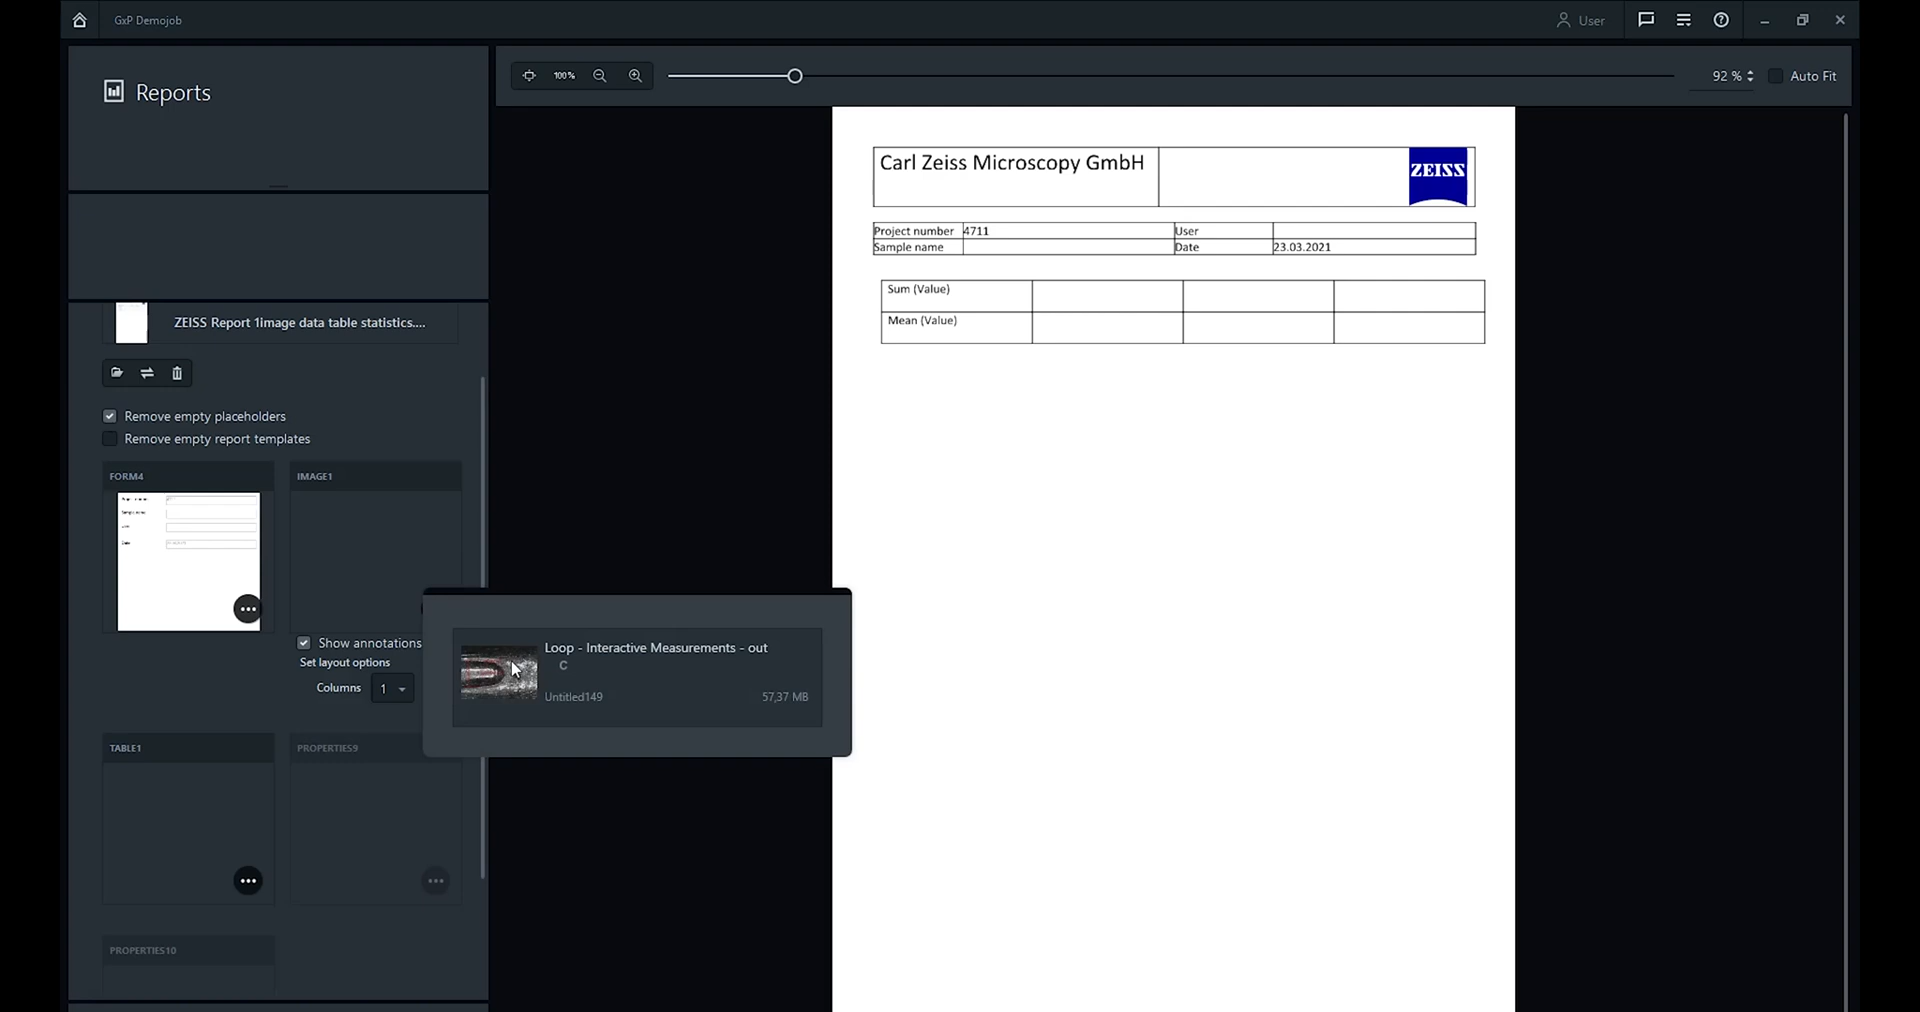 GxP Demojob
User
Reports
100%
92 %
Auto Fit
Carl Zeiss Microscopy GmbH
ZEISS
Project number 4711 User
Sample name Date 23.03.2021
Sum (Value)
Mean (Value)
ZEISS Report 1image data table statistics....
Remove empty placeholders
Remove empty report templates
FORM4
IMAGE1
Show annotations
Set layout options
Columns 1
Loop - Interactive Measurements - out
C
Untitled149 57,37 MB
TABLE1
PROPERTIES9
PROPERTIES10